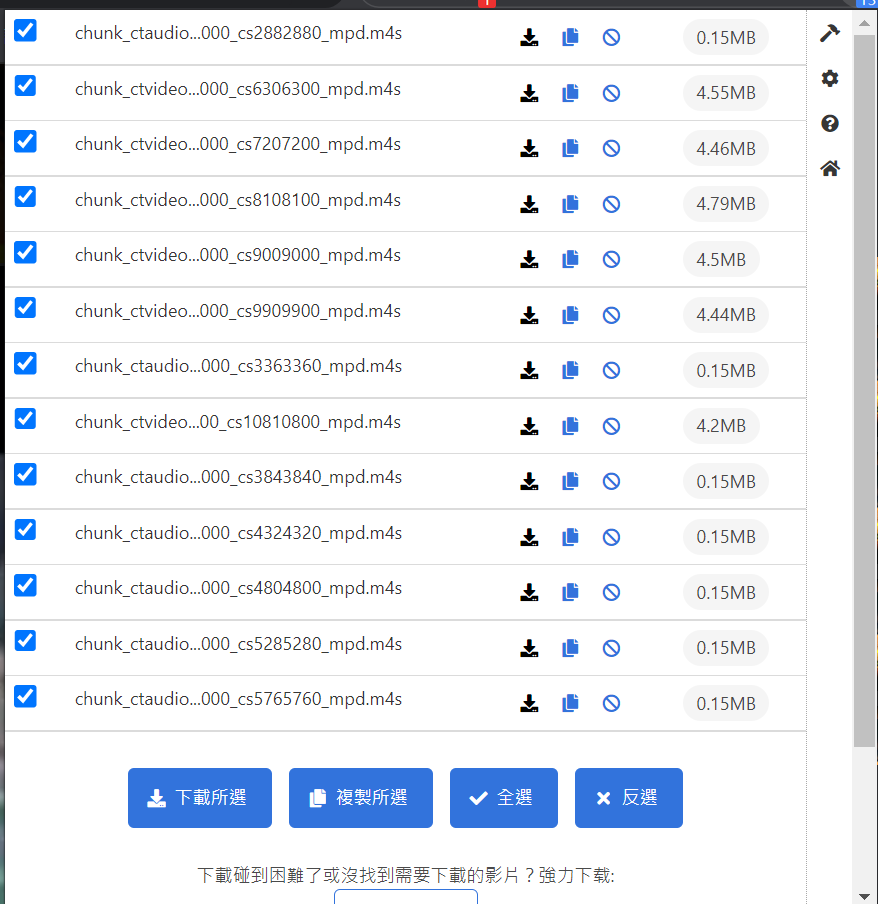 1
15
chunk_ctaudio...000_cs2882880_mpd.m4s 0.15MB
chunk_ctvideo...000_cs6306300_mpd.m4s 4.55MB
chunk_ctvideo...000_cs7207200_mpd.m4s 4.46MB
chunk_ctvideo...000_cs8108100_mpd.m4s 4.79MB
chunk_ctvideo...000_cs9009000_mpd.m4s 4.5MB
chunk_ctvideo...000_cs9909900_mpd.m4s 4.44MB
chunk_ctaudio...000_cs3363360_mpd.m4s 0.15MB
chunk_ctvideo...00_cs10810800_mpd.m4s 4.2MB
chunk_ctaudio...000_cs3843840_mpd.m4s 0.15MB
chunk_ctaudio...000_cs4324320_mpd.m4s 0.15MB
chunk_ctaudio...000_cs4804800_mpd.m4s 0.15MB
chunk_ctaudio...000_cs5285280_mpd.m4s 0.15MB
chunk_ctaudio...000_cs5765760_mpd.m4s 0.15MB
下載所選 複製所選 全選 反選
下載碰到困難了或沒找到需要下載的影片？強力下载: